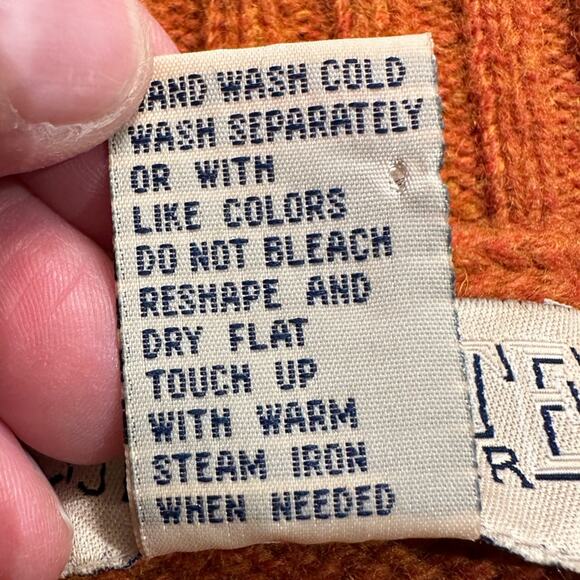 HAND WASH COLD
WASH SEPARATELY
OR WITH
LIKE COLORS
DO NOT BLEACH
RESHAPE AND
DRY FLAT
TOUCH UP
WITH WARM
STEAM IRON
WHEN NEEDED